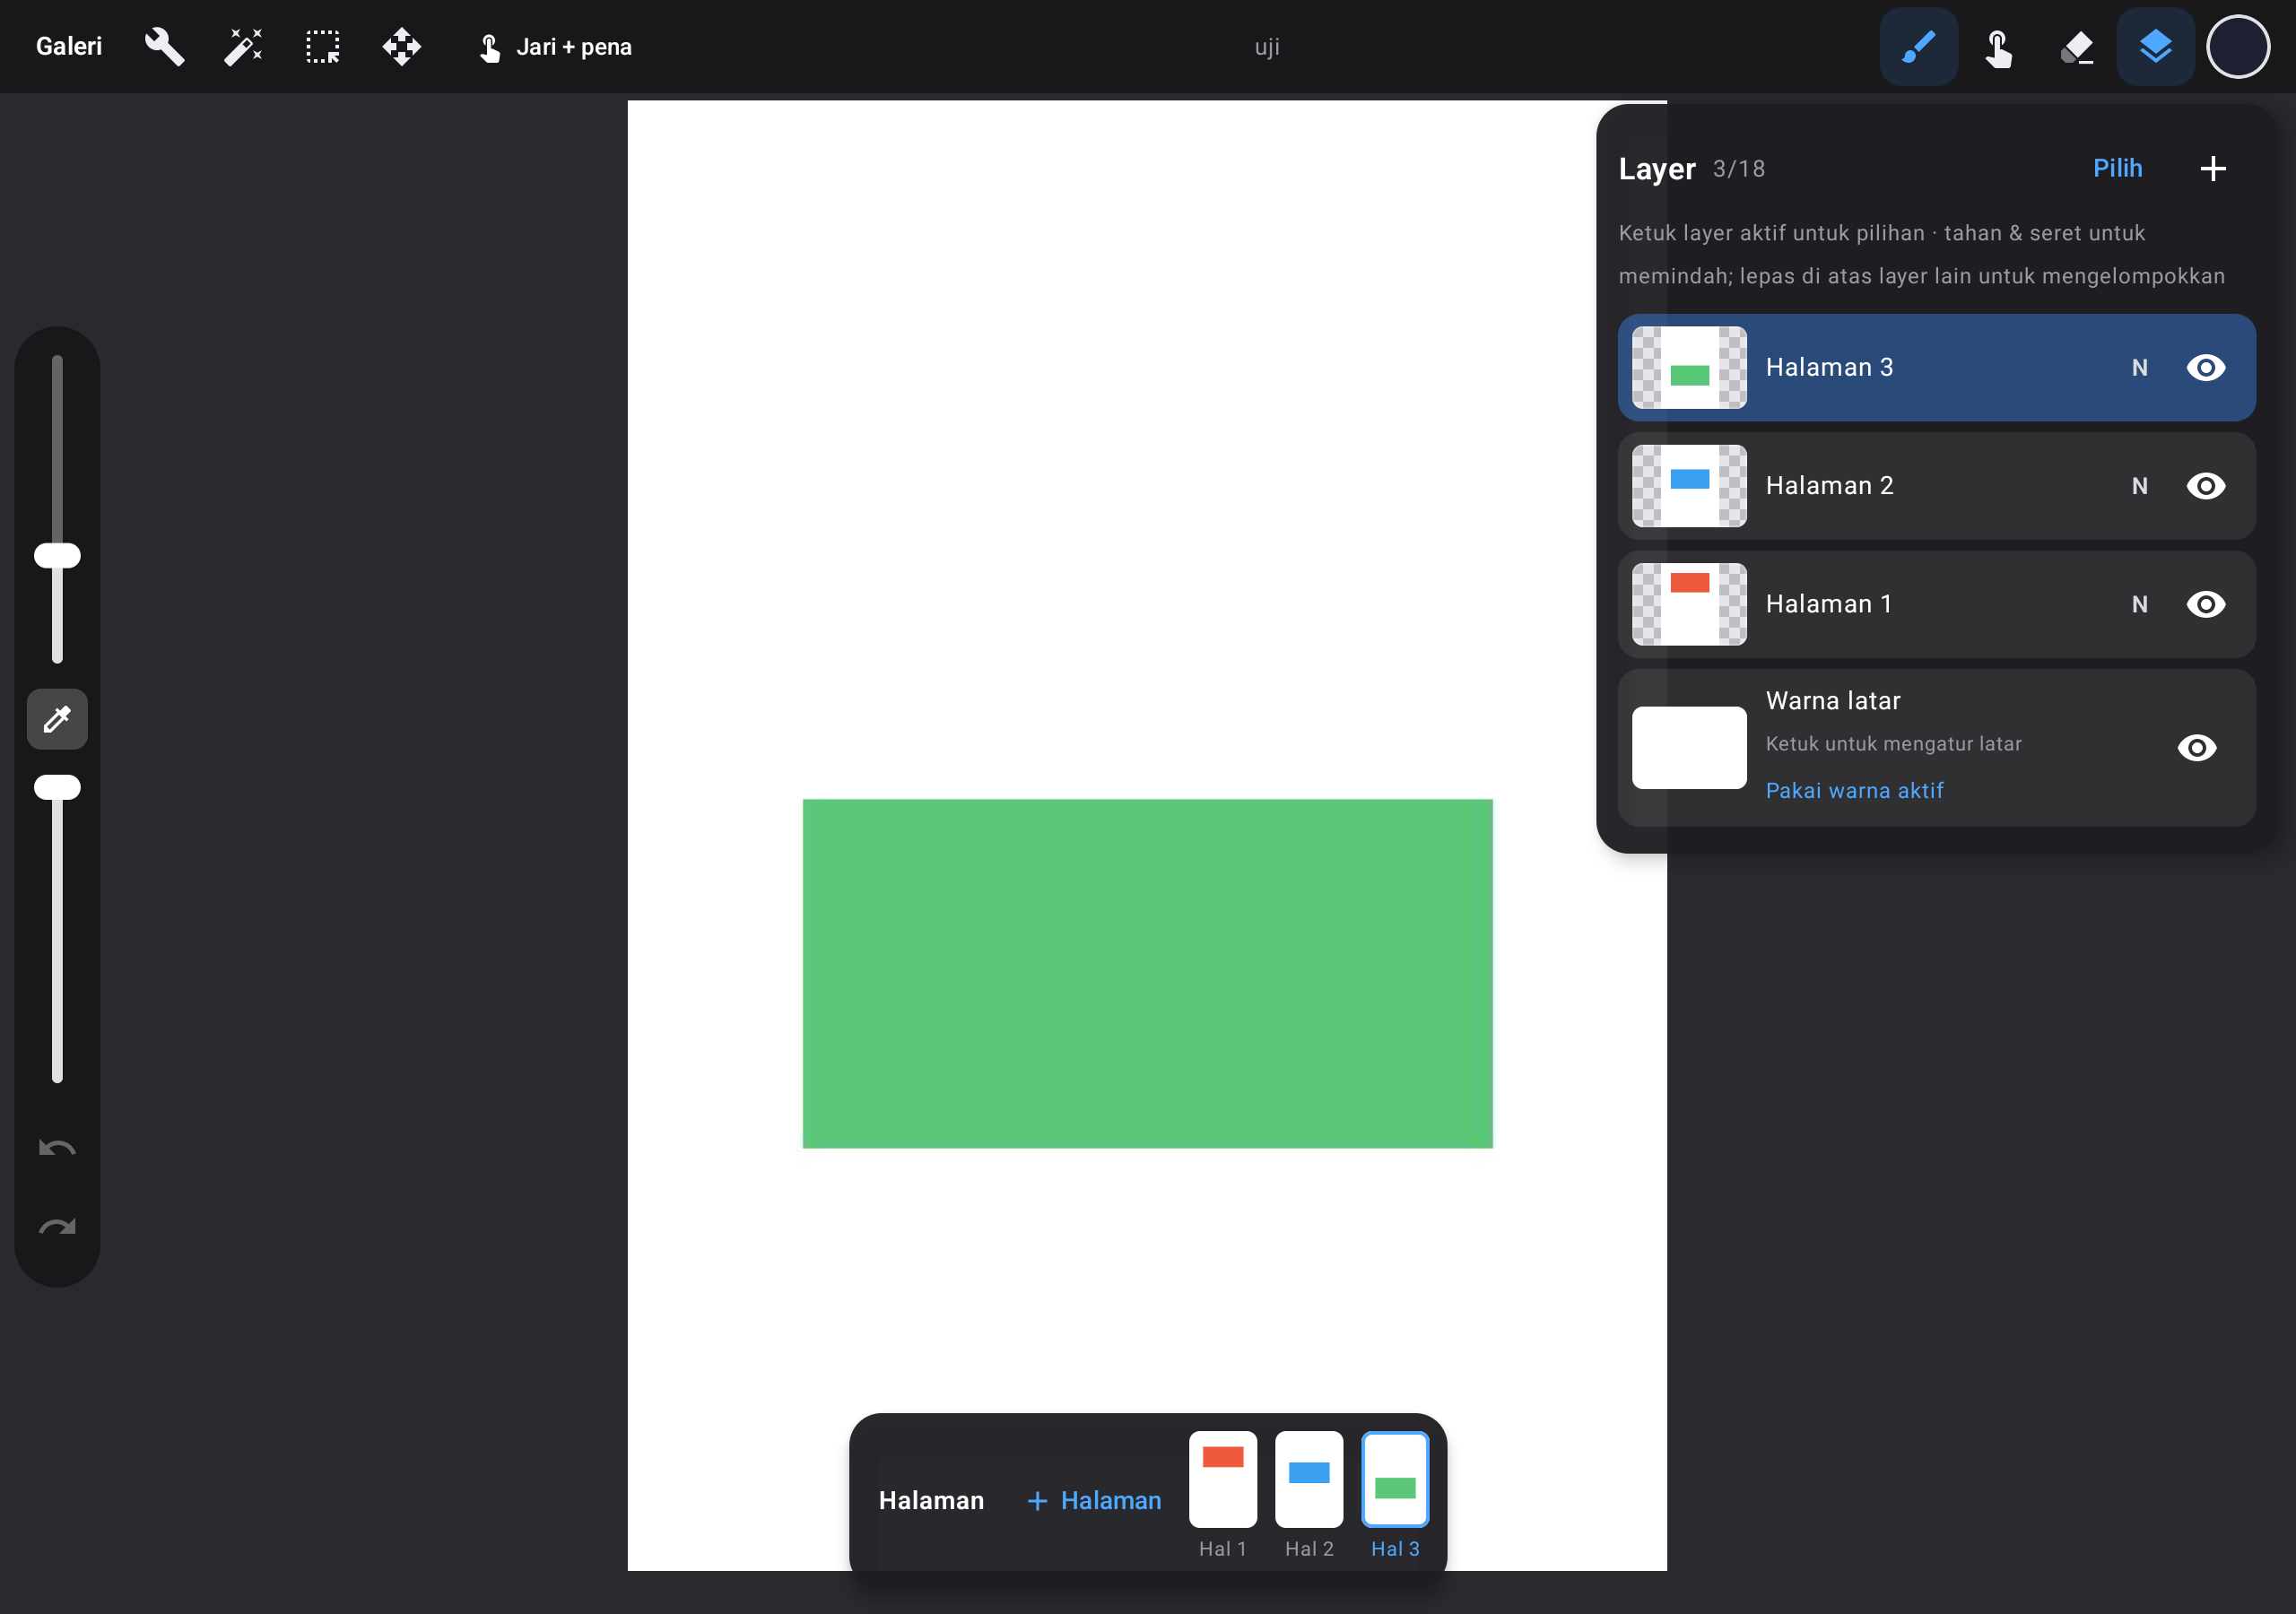 Galeri
Jari + pena
uji
Layer 3/18
Pilih
Ketuk layer aktif untuk pilihan · tahan & seret untuk
memindah; lepas di atas layer lain untuk mengelompokkan
Halaman 3 N
Halaman 2 N
Halaman 1 N
Warna latar
Ketuk untuk mengatur latar
Pakai warna aktif
Halaman
+ Halaman
Hal 1
Hal 2
Hal 3